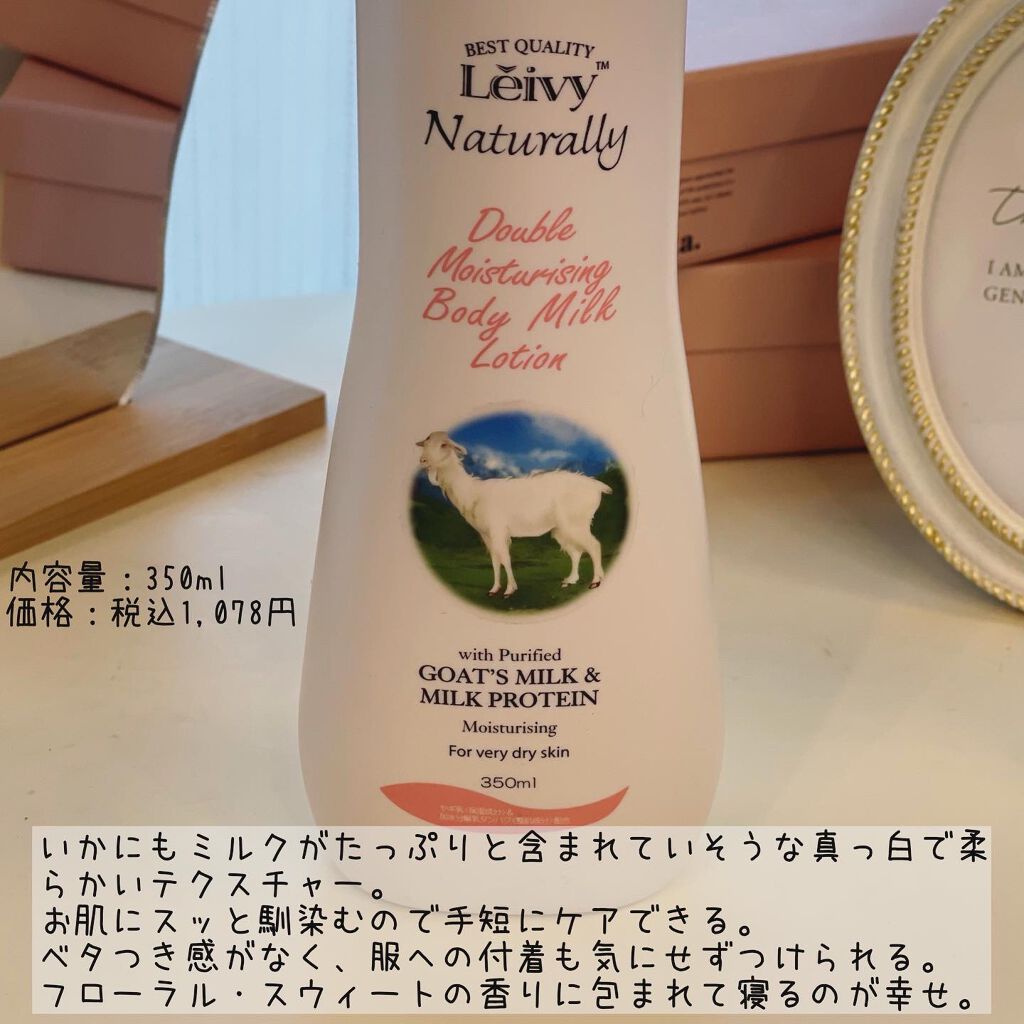 BEST QUALITY
Lěivy™
Naturally
Double
Moisturising
Body Milk
Lotion
a.
I AM
GEN
内容量：350ml
価格：税込1,078円
with Purified
GOAT'S MILK &
MILK PROTEIN
Moisturising
For very dry skin
350ml
いかにもミルクがたっぷりと含まれていそうな真っ白で柔
らかいテクスチャー。
お肌にスッと馴染むので手短にケアできる。
ベタつき感がなく、服への付着も気にせずつけられる。
フローラル・スウィートの香りに包まれて寝るのが幸せ。